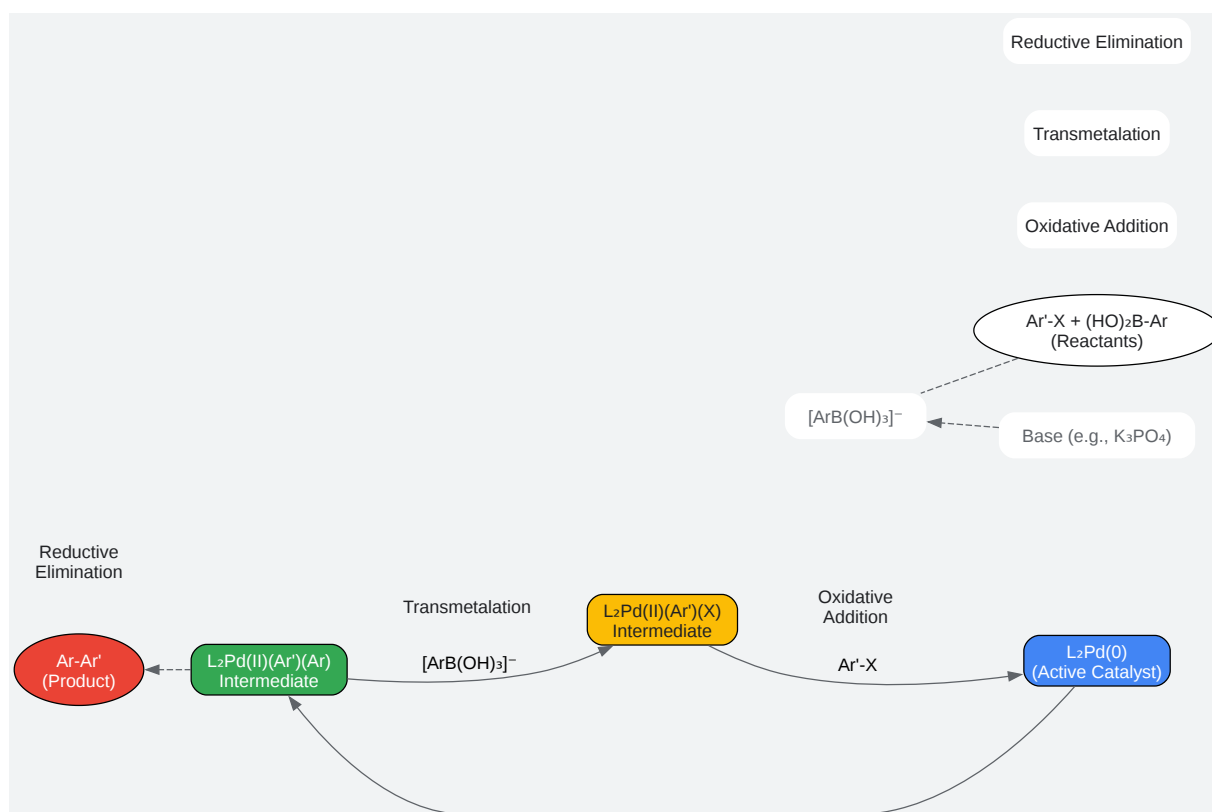 Reductive Elimination
Transmetalation
Oxidative Addition
Ar'-X + (HO)₂B-Ar
(Reactants)
[ArB(OH)₃]⁻
Base (e.g., K₃PO₄)
Reductive
Elimination
Transmetalation
Oxidative
Addition
L₂Pd(II)(Ar')(X)
Intermediate
Ar-Ar'
(Product)
L₂Pd(II)(Ar')(Ar)
Intermediate
[ArB(OH)₃]⁻
Ar'-X
L₂Pd(0)
(Active Catalyst)